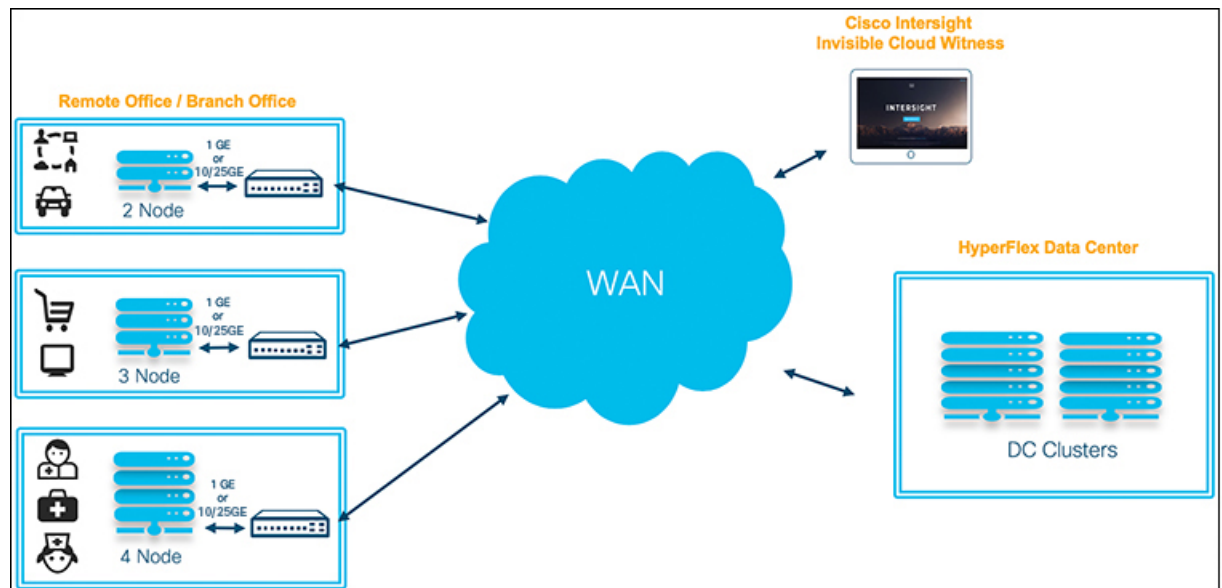 Cisco Intersight
Invisible Cloud Witness
Remote Office / Branch Office
INTERSIGHT
1 GE
or
10/25GE
2 Node
HyperFlex Data Center
WAN
1 GE
or
10/25GE
3 Node
DC Clusters
1 GE
or
10/25GE
4 Node